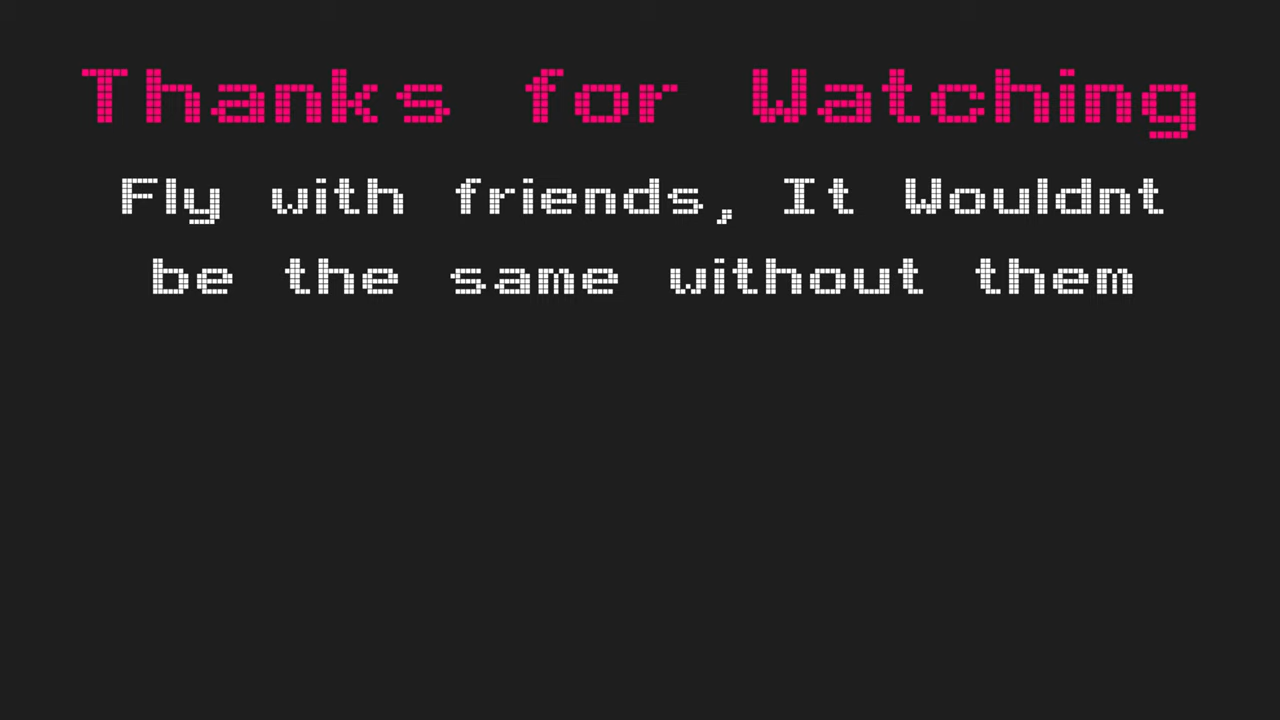 Thanks for Watching
Fly with friends, It Wouldnt
be the same without them